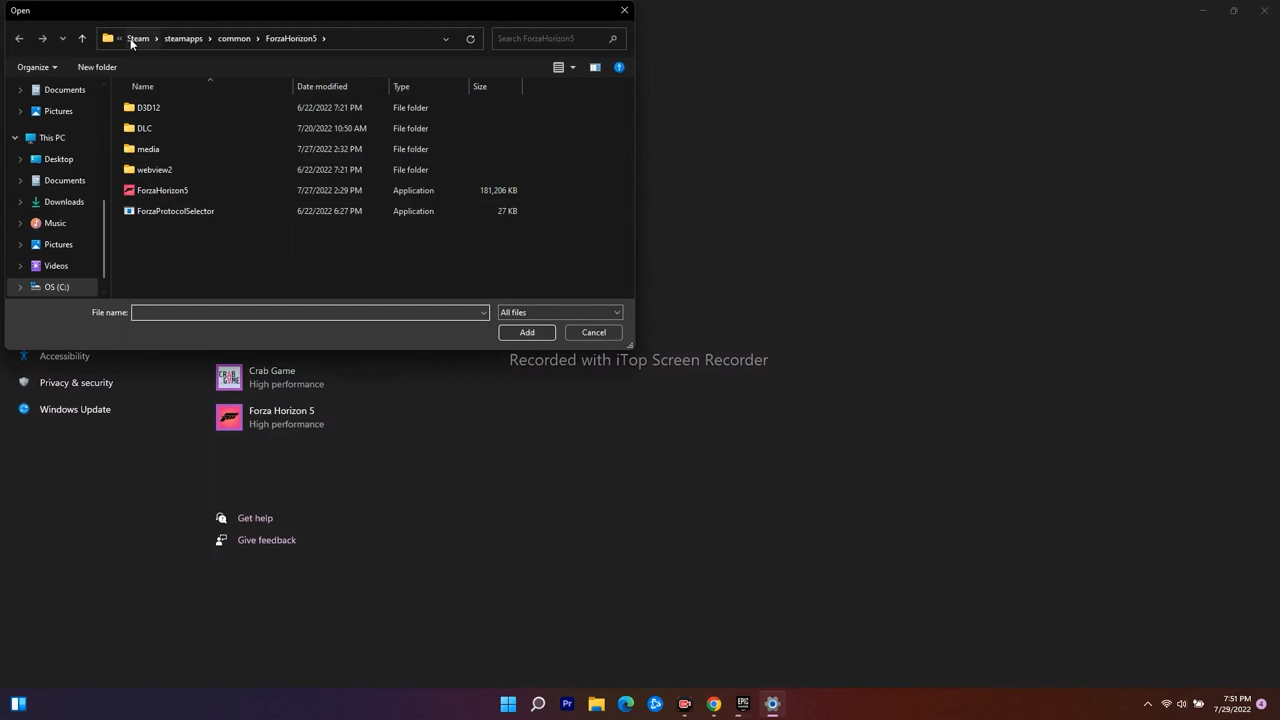 Open
« Steam › steamapps › common › ForzaHorizon5 ›
Search ForzaHorizon5
Organize
New folder
Name
Date modified
Type
Size
Documents
Pictures
This PC
Desktop
Documents
Downloads
Music
Pictures
Videos
OS (C:)
D3D12 6/22/2022 7:21 PM File folder
DLC 7/20/2022 10:50 AM File folder
media 7/27/2022 2:32 PM File folder
webview2 6/22/2022 7:21 PM File folder
ForzaHorizon5 7/27/2022 2:29 PM Application 181,206 KB
ForzaProtocolSelector 6/22/2022 6:27 PM Application 27 KB
File name:
All files
Add
Cancel
Accessibility
Privacy & security
Windows Update
Recorded with iTop Screen Recorder
CRAB GAME
Crab Game
High performance
Forza Horizon 5
High performance
Get help
Give feedback
Pr
EPIC
7:51 PM
7/29/2022
4